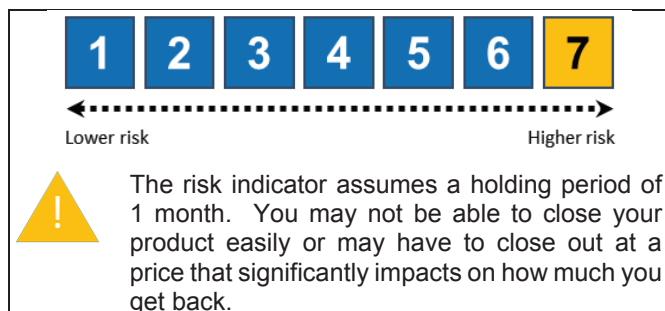 1 2 3 4 5 6 7
Lower risk Higher risk
!
The risk indicator assumes a holding period of
1 month. You may not be able to close your
product easily or may have to close out at a
price that significantly impacts on how much you
get back.